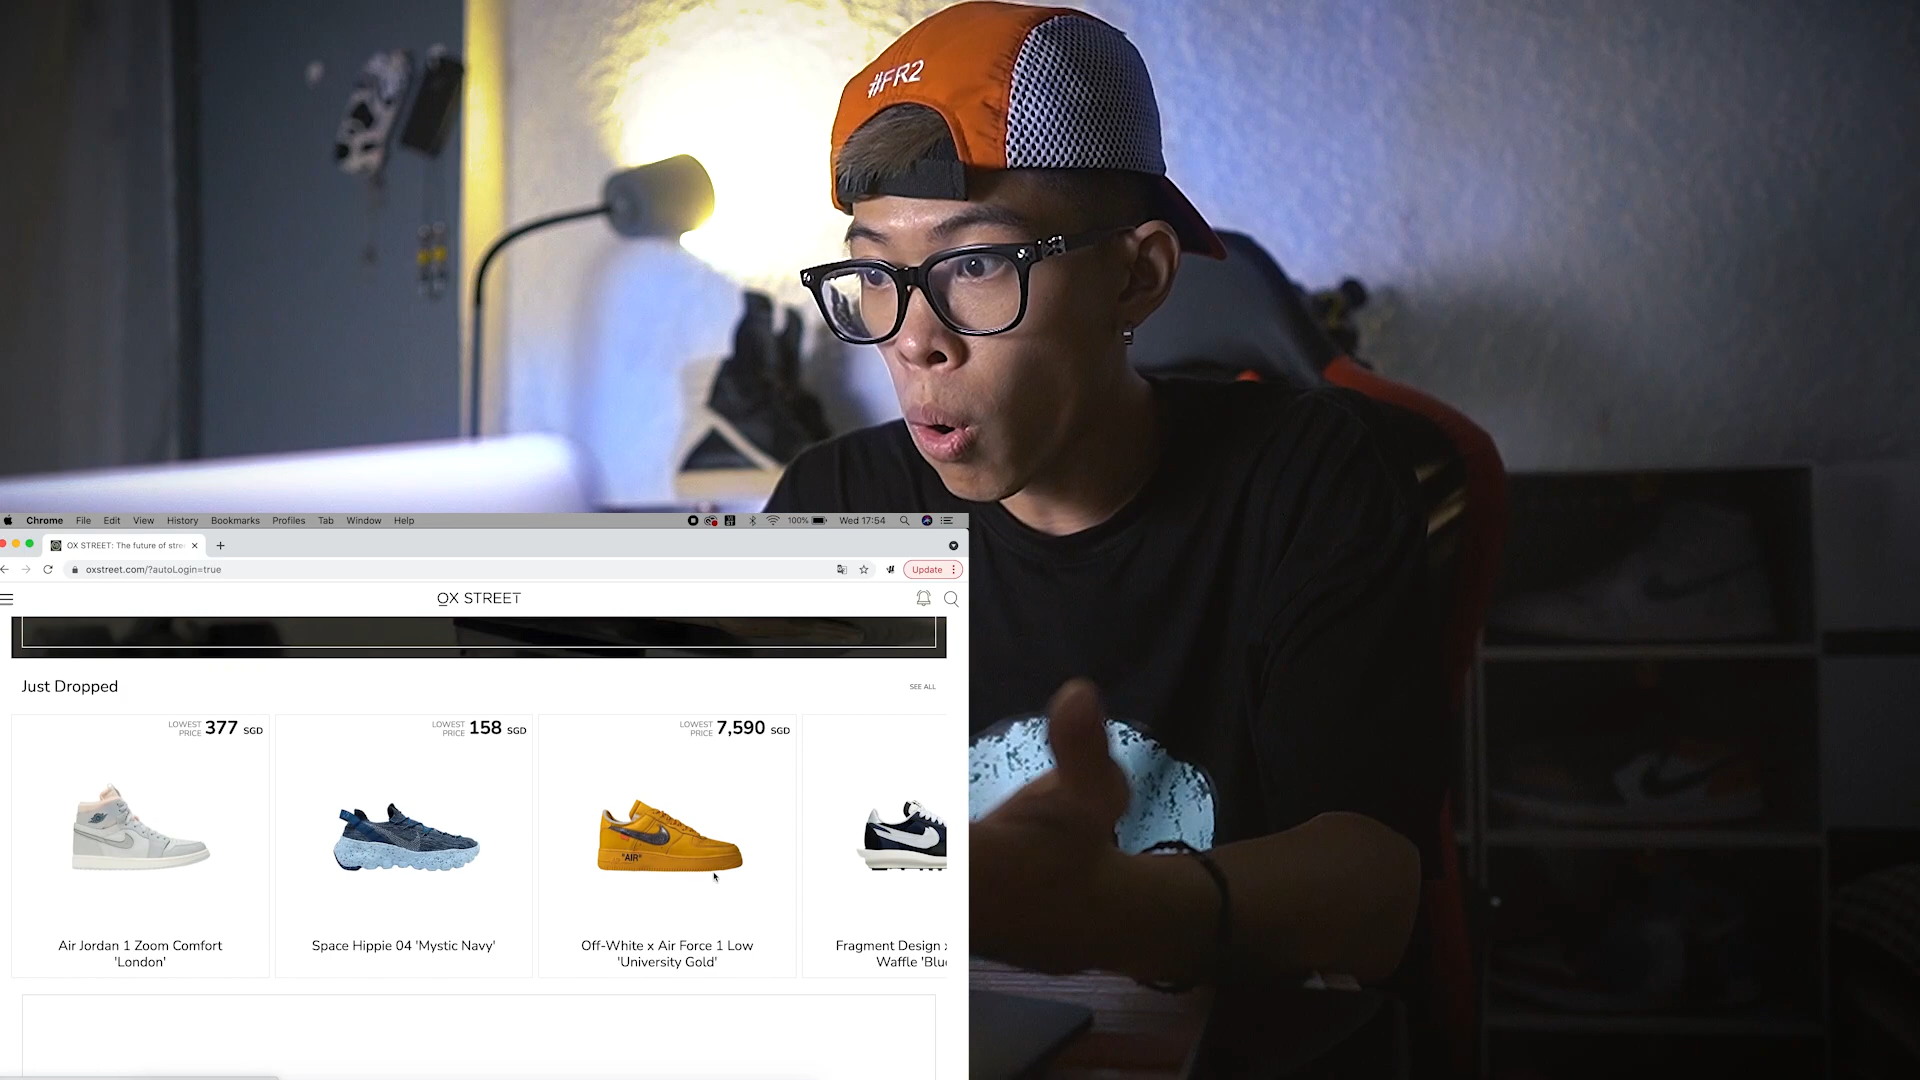 #FR2
Chrome File Edit View History Bookmarks Profiles Tab Window Help 100% Wed 17:54
OX STREET: The future of stre
oxstreet.com/?autoLogin=true Update
OX STREET
Just Dropped SEE ALL
LOWEST PRICE 377 SGD
LOWEST PRICE 158 SGD
LOWEST PRICE 7,590 SGD
"AIR"
Air Jordan 1 Zoom Comfort
'London'
Space Hippie 04 'Mystic Navy'
Off-White x Air Force 1 Low
'University Gold'
Fragment Design x
Waffle 'Blu